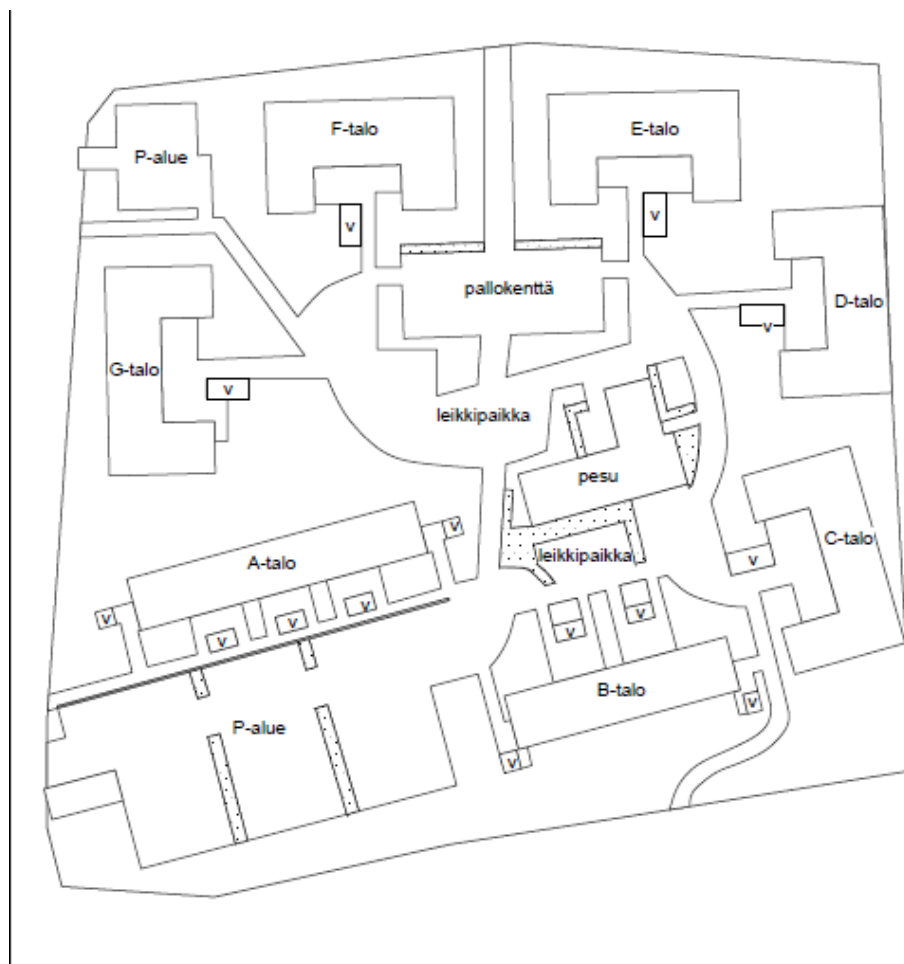 F-talo
E-talo
P-alue
v
v
pallokenttä
D-talo
v
G-talo
v
leikkipaikka
pesu
v
C-talo
leikkipaikka
A-talo
v
v
v
v
v
v
v
v
B-talo
v
P-alue
v